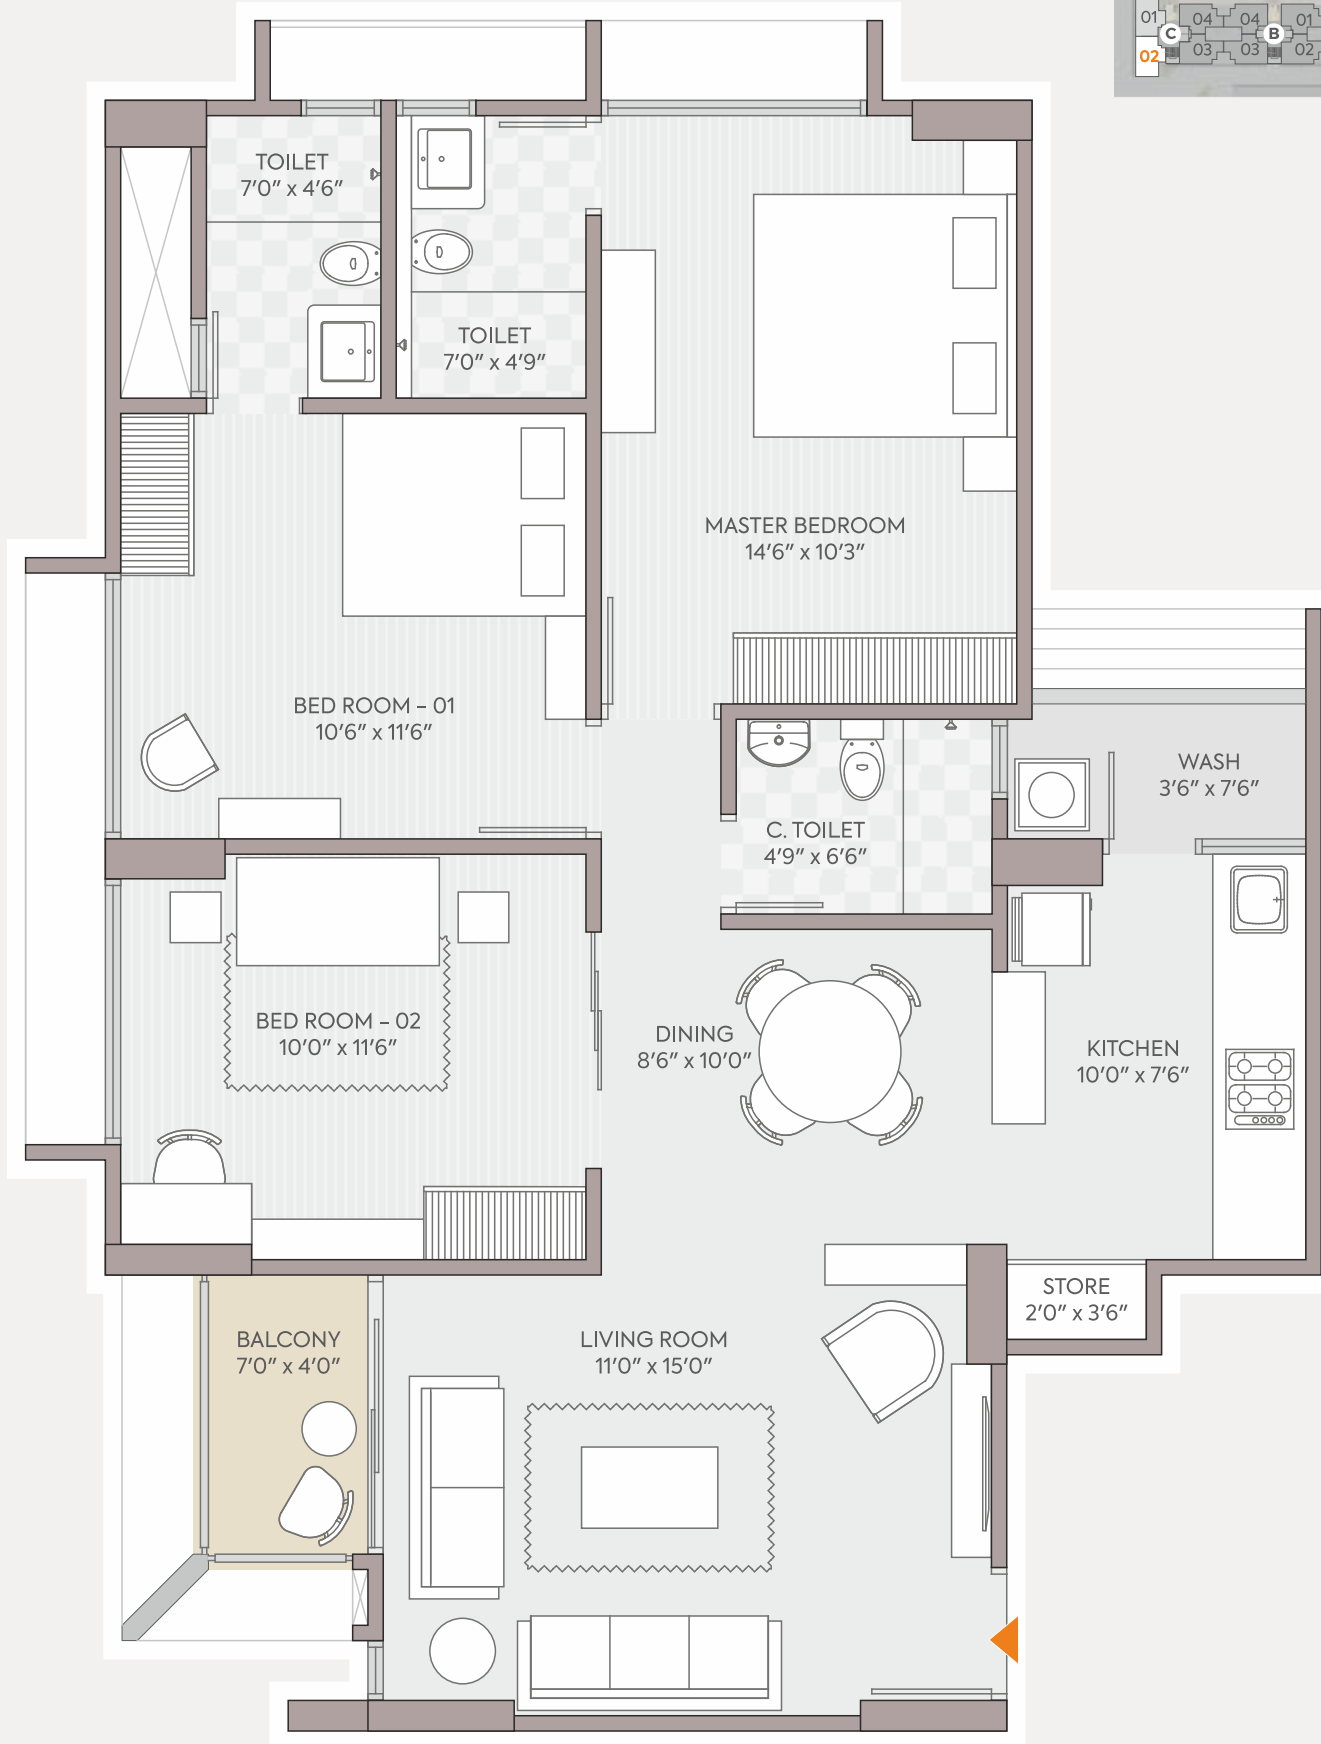 01
04
04
01
C
B
02
03
03
02
TOILET
7'0" x 4'6"
TOILET
7'0" x 4'9"
MASTER BEDROOM
14'6" x 10'3"
BED ROOM – 01
10'6" x 11'6"
WASH
3'6" x 7'6"
C. TOILET
4'9" x 6'6"
BED ROOM – 02
10'0" x 11'6"
DINING
8'6" x 10'0"
KITCHEN
10'0" x 7'6"
STORE
2'0" x 3'6"
BALCONY
7'0" x 4'0"
LIVING ROOM
11'0" x 15'0"